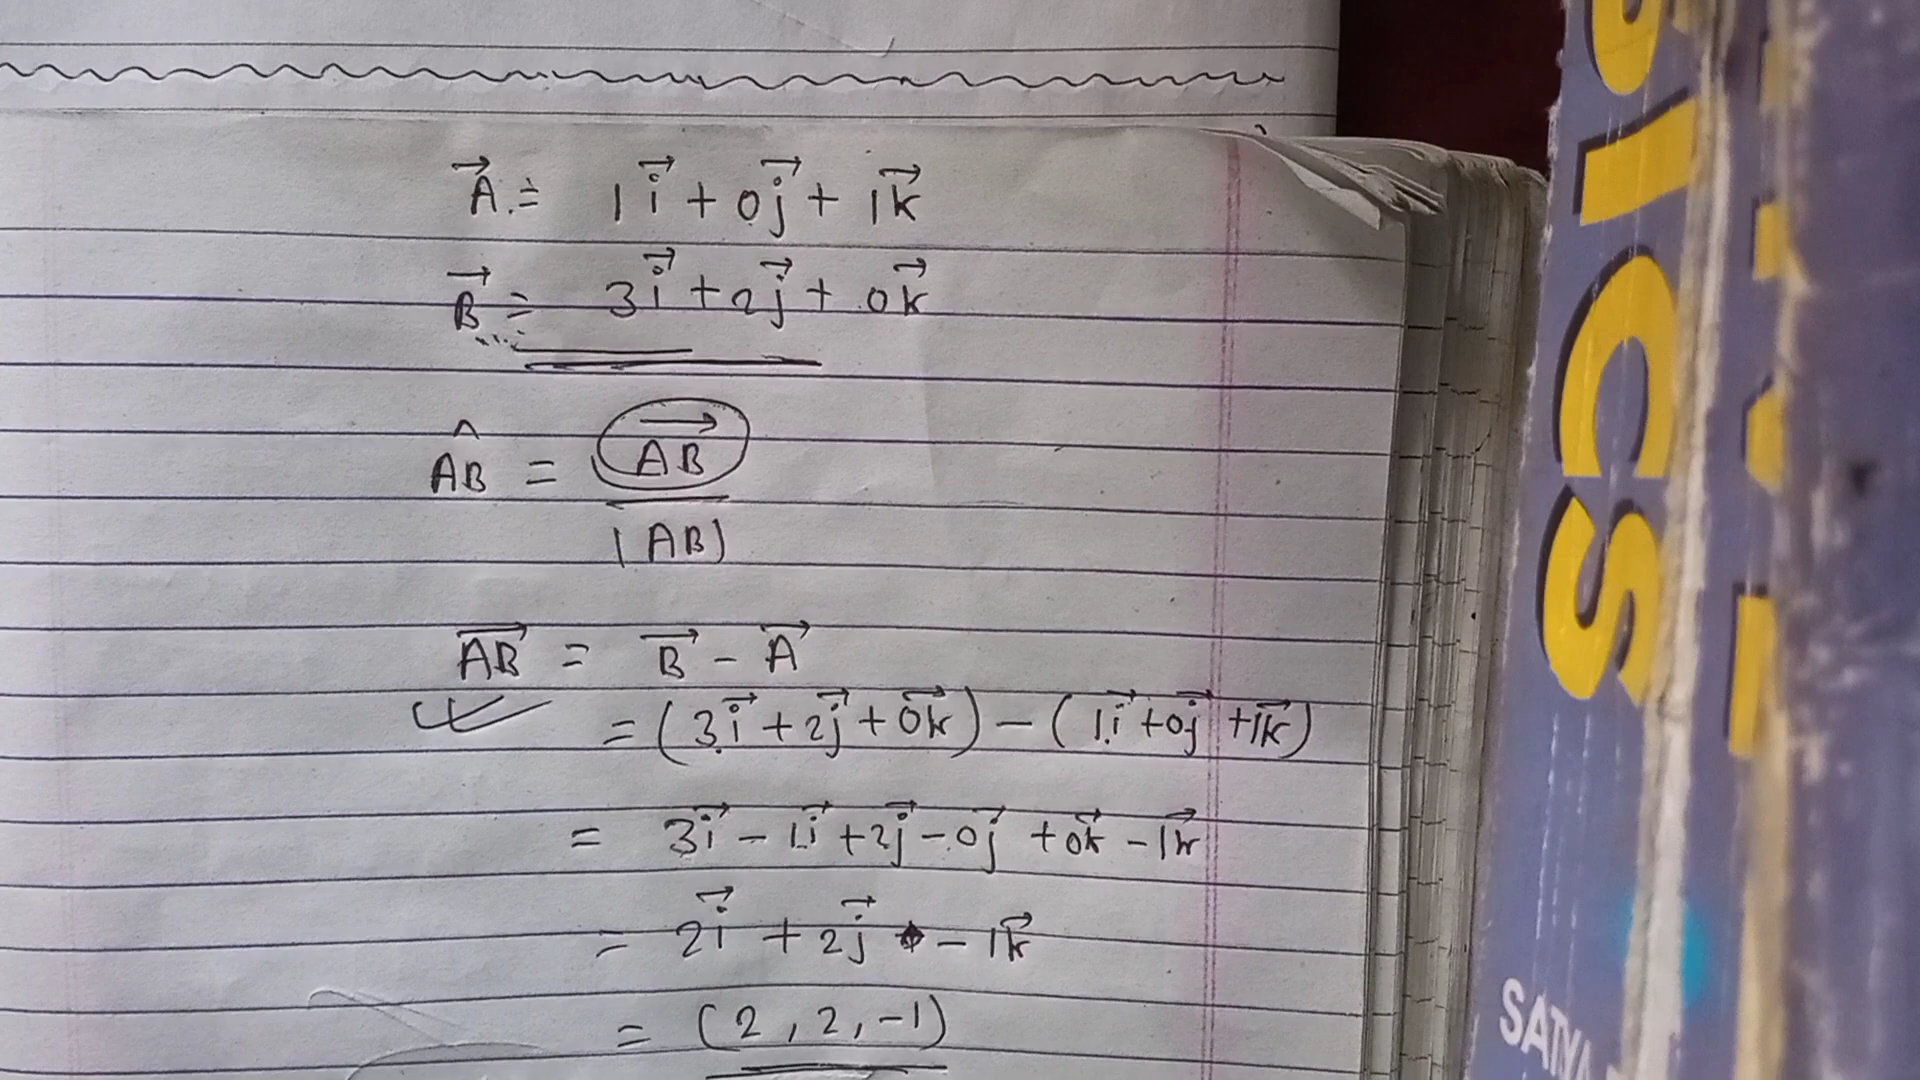 A⃗ = 1i⃗ + 0j⃗ + 1k⃗
B⃗ = 3i⃗ + 2j⃗ + 0k⃗
AB̂ = AB⃗
|AB|
AB⃗ = B⃗ - A⃗
= (3i⃗ + 2j⃗ + 0k⃗) - (1i⃗ + 0j⃗ + 1k⃗)
= 3i⃗ - 1i⃗ + 2j⃗ - 0j⃗ + 0k⃗ - 1k⃗
= 2i⃗ + 2j⃗ - 1k⃗
= (2, 2, -1)
SATYA